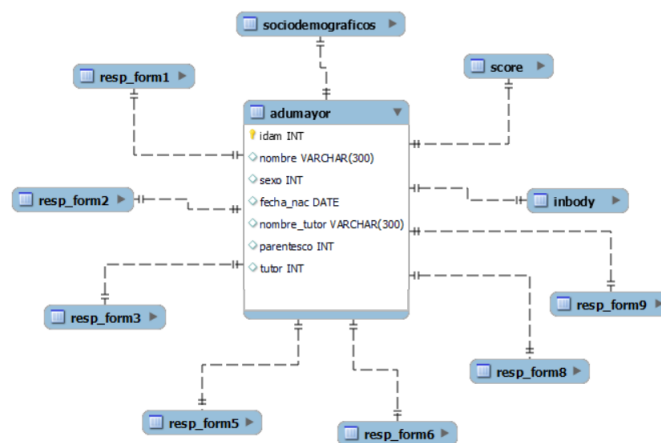 sociodemograficos
resp_form1
score
adumayor
idam INT
nombre VARCHAR(300)
sexo INT
fecha_nac DATE
nombre_tutor VARCHAR(300)
parentesco INT
tutor INT
resp_form2
inbody
resp_form3
resp_form9
resp_form8
resp_form5
resp_form6